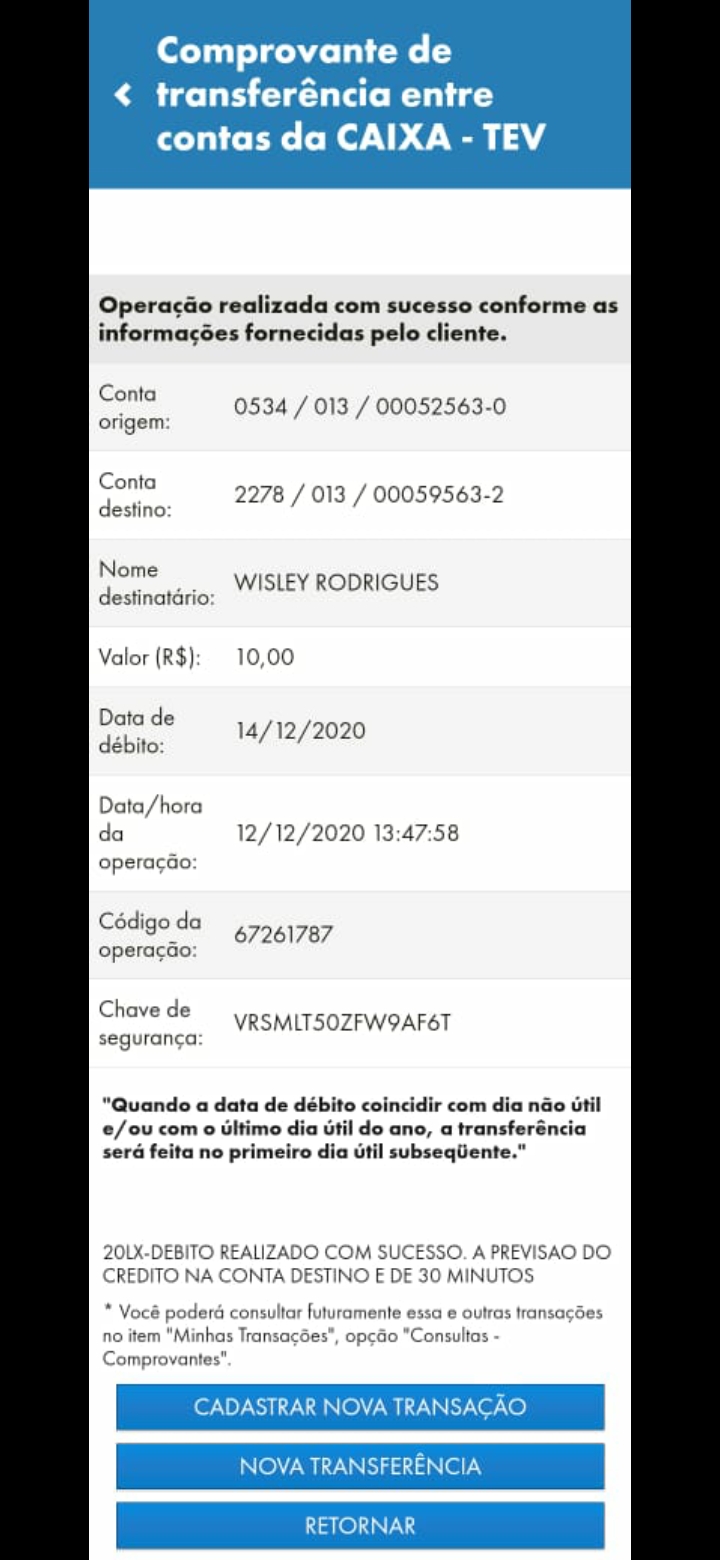 Comprovante de
transferência entre
contas da CAIXA - TEV
Operação realizada com sucesso conforme as
informações fornecidas pelo cliente.
Conta
origem:
0534 / 013 / 00052563-0
Conta
destino:
2278 / 013 / 00059563-2
Nome
destinatário:
WISLEY RODRIGUES
Valor (R$):
10,00
Data de
débito:
14/12/2020
Data/hora
da
operação:
12/12/2020 13:47:58
Código da
operação:
67261787
Chave de
segurança:
VRSMLT50ZFW9AF6T
"Quando a data de débito coincidir com dia não útil
e/ou com o último dia útil do ano, a transferência
será feita no primeiro dia útil subseqüente."
20LX-DEBITO REALIZADO COM SUCESSO. A PREVISAO DO
CREDITO NA CONTA DESTINO E DE 30 MINUTOS
* Você poderá consultar futuramente essa e outras transações
no item "Minhas Transações", opção "Consultas -
Comprovantes".
CADASTRAR NOVA TRANSAÇÃO
NOVA TRANSFERÊNCIA
RETORNAR